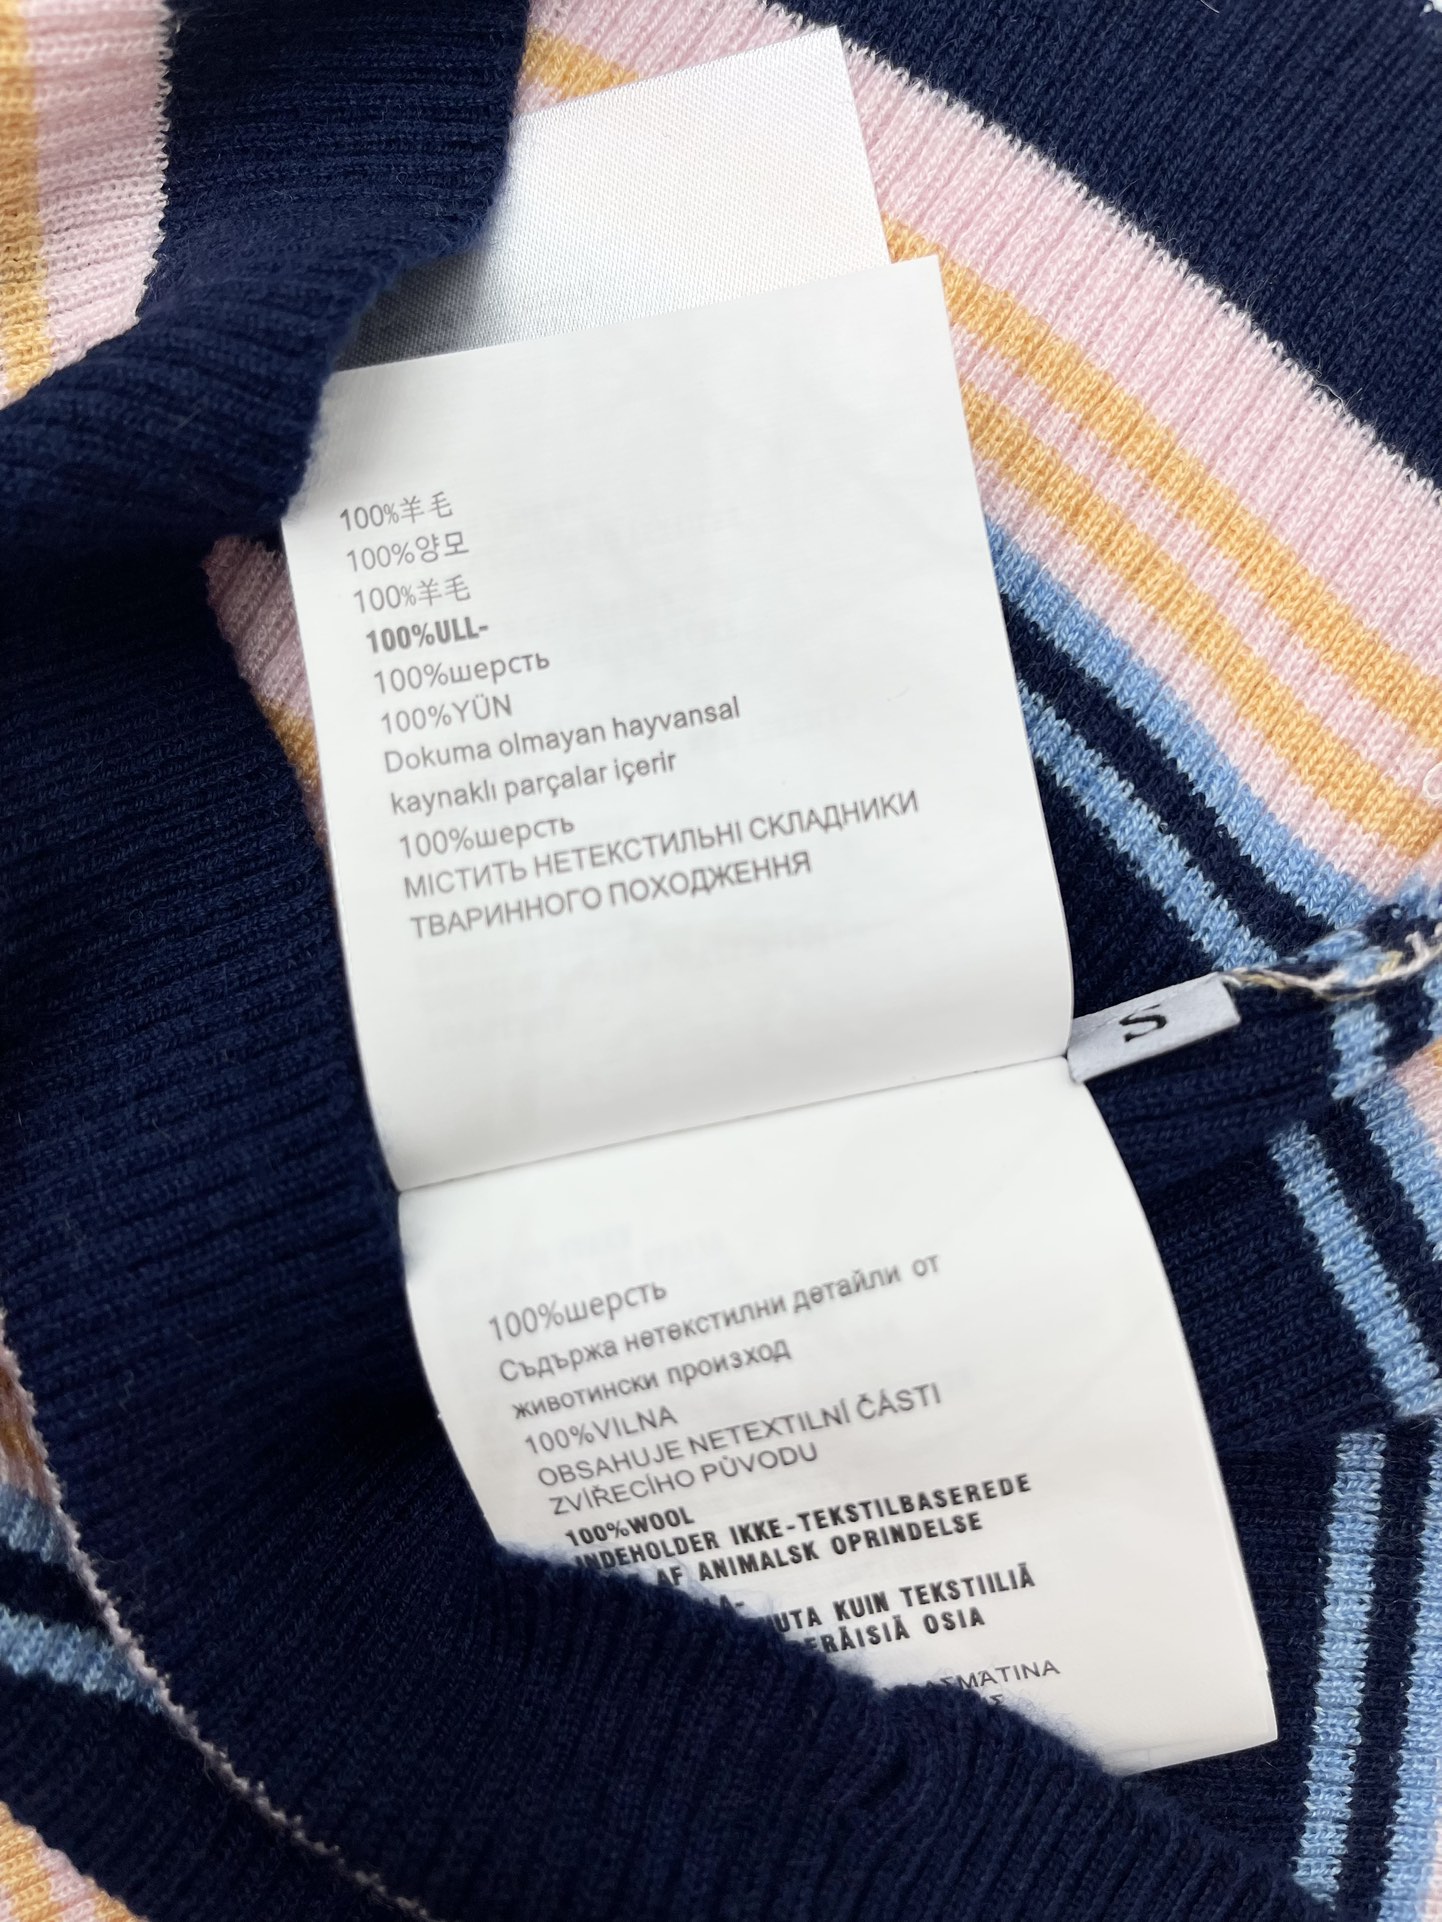 100%羊毛
100%양모
100%羊毛
100%ULL-
100%шерсть
100%YÜN
Dokuma olmayan hayvansal
kaynaklı parçalar içerir
100%шерсть
МІСТИТЬ НЕТЕКСТИЛЬНІ СКЛАДНИКИ
ТВАРИННОГО ПОХОДЖЕННЯ
S
100%шерсть
Съдържа нетекстилни детайли от
животински произход
100%VILNA
OBSAHUJE NETEXTILNÍ ČÁSTI
ZVÍŘECÍHO PŮVODU
100%WOOL
INDEHOLDER IKKE-TEKSTILBASEREDE
AF ANIMALSK OPRINDELSE
KUIN TEKSTIILIÄ
OSIA